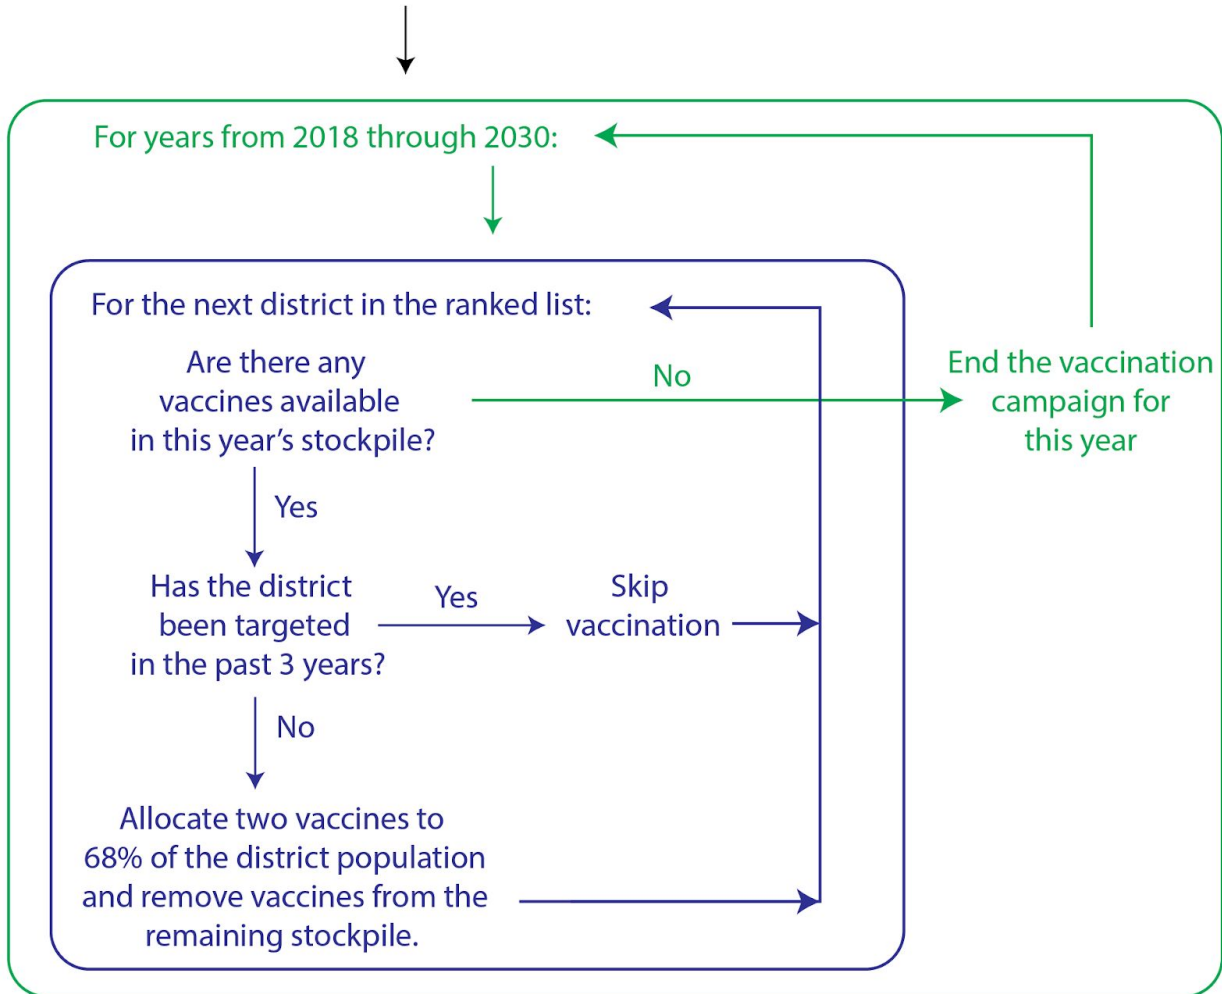 For years from 2018 through 2030:
For the next district in the ranked list:
Are there any
vaccines available
in this year's stockpile?
No
End the vaccination
campaign for
this year
Yes
Has the district
been targeted
in the past 3 years?
Yes
Skip
vaccination
No
Allocate two vaccines to
68% of the district population
and remove vaccines from the
remaining stockpile.